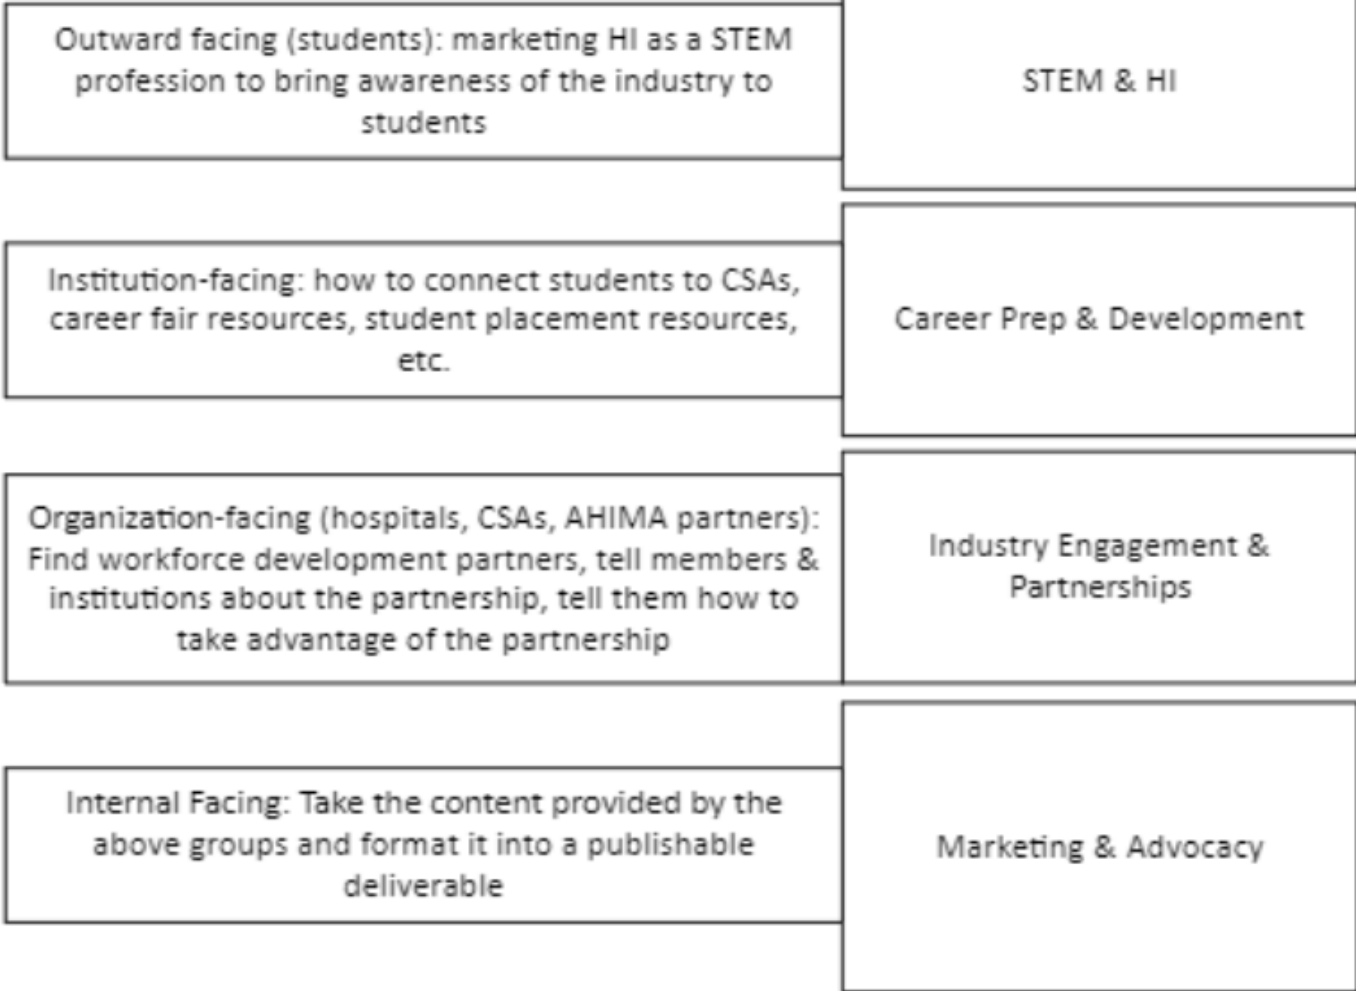 Outward facing (students): marketing HI as a STEM
profession to bring awareness of the industry to
students
STEM & HI
Institution-facing: how to connect students to CSAs,
career fair resources, student placement resources,
etc.
Career Prep & Development
Organization-facing (hospitals, CSAs, AHIMA partners):
Find workforce development partners, tell members &
institutions about the partnership, tell them how to
take advantage of the partnership
Industry Engagement &
Partnerships
Internal Facing: Take the content provided by the
above groups and format it into a publishable
deliverable
Marketing & Advocacy